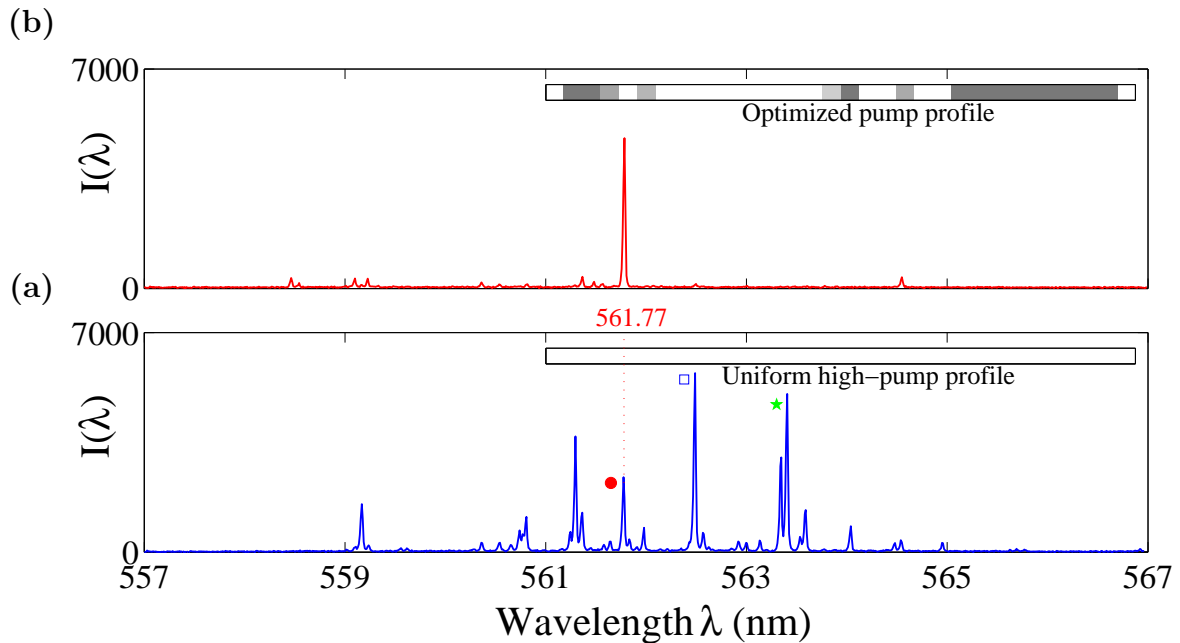 (b)
7000
Optimized pump profile
I(λ)
0
(a)
561.77
7000
Uniform high−pump profile
I(λ)
0
557 559 561 563 565 567
Wavelength λ (nm)